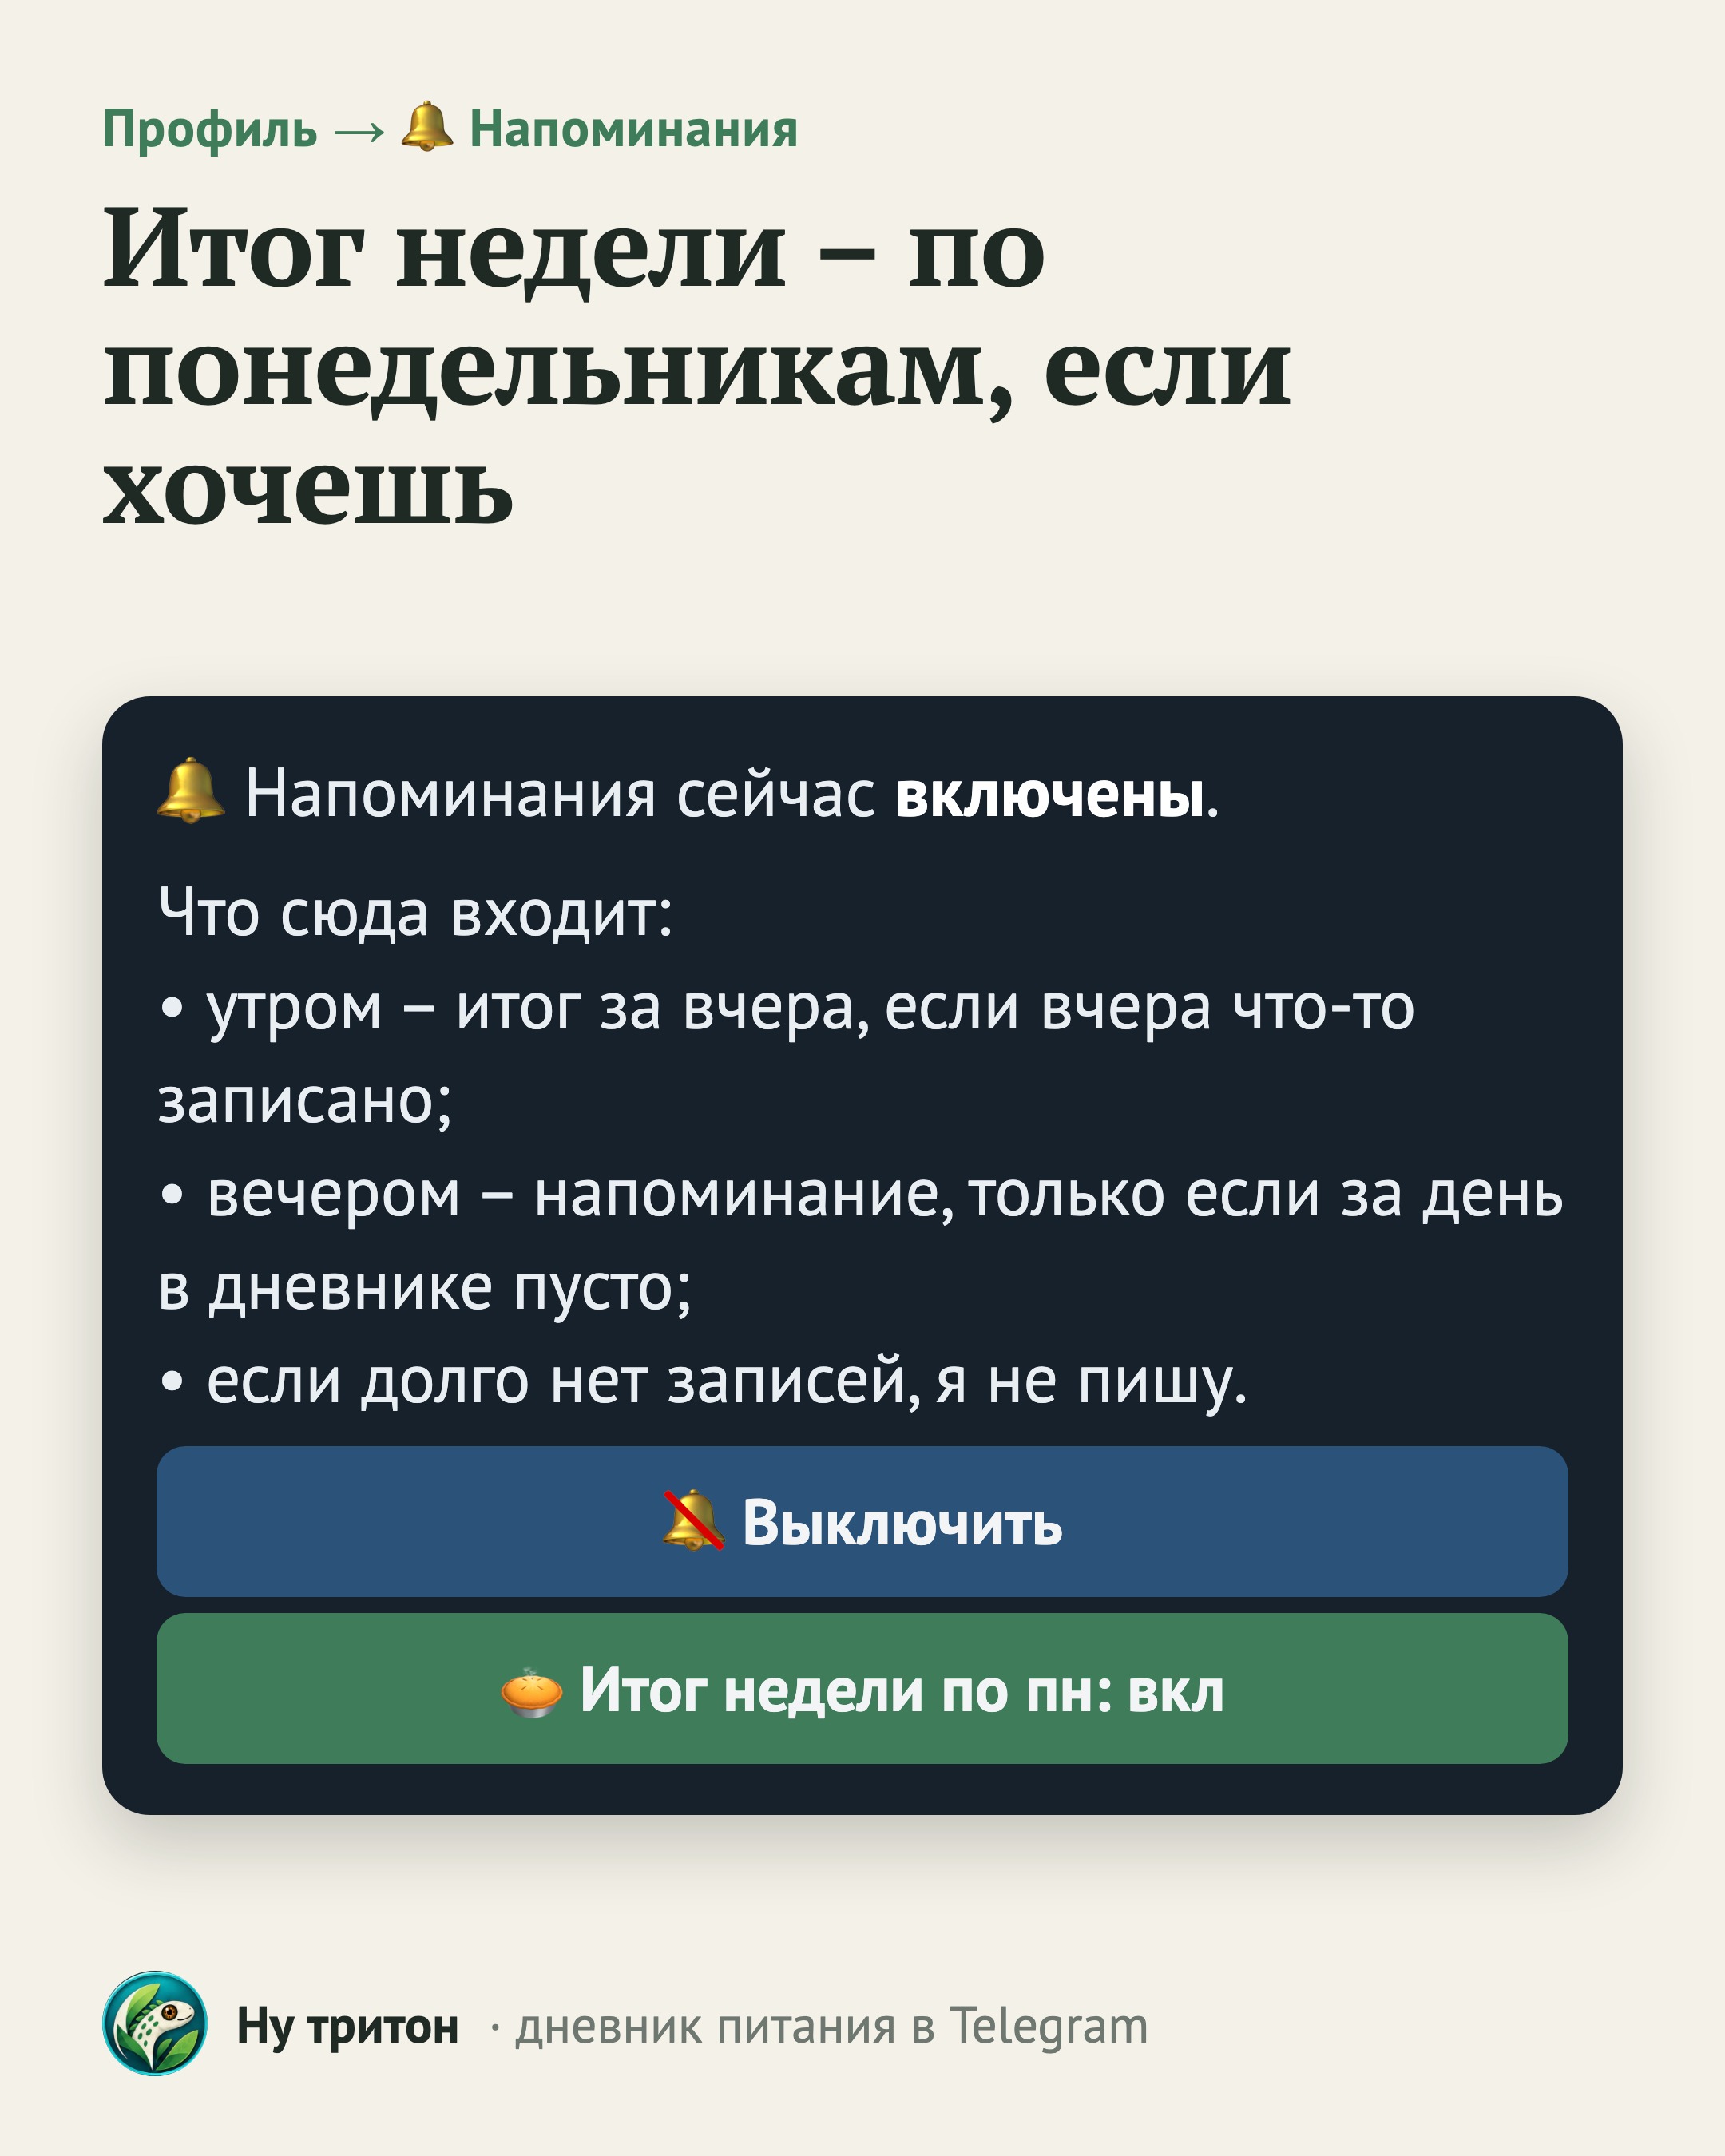 Профиль → 🔔 Напоминания
Итог недели – по
понедельникам, если
хочешь
🔔 Напоминания сейчас включены.
Что сюда входит:
• утром – итог за вчера, если вчера что-то
записано;
• вечером – напоминание, только если за день
в дневнике пусто;
• если долго нет записей, я не пишу.
🔕 Выключить
🥧 Итог недели по пн: вкл
Ну тритон · дневник питания в Telegram